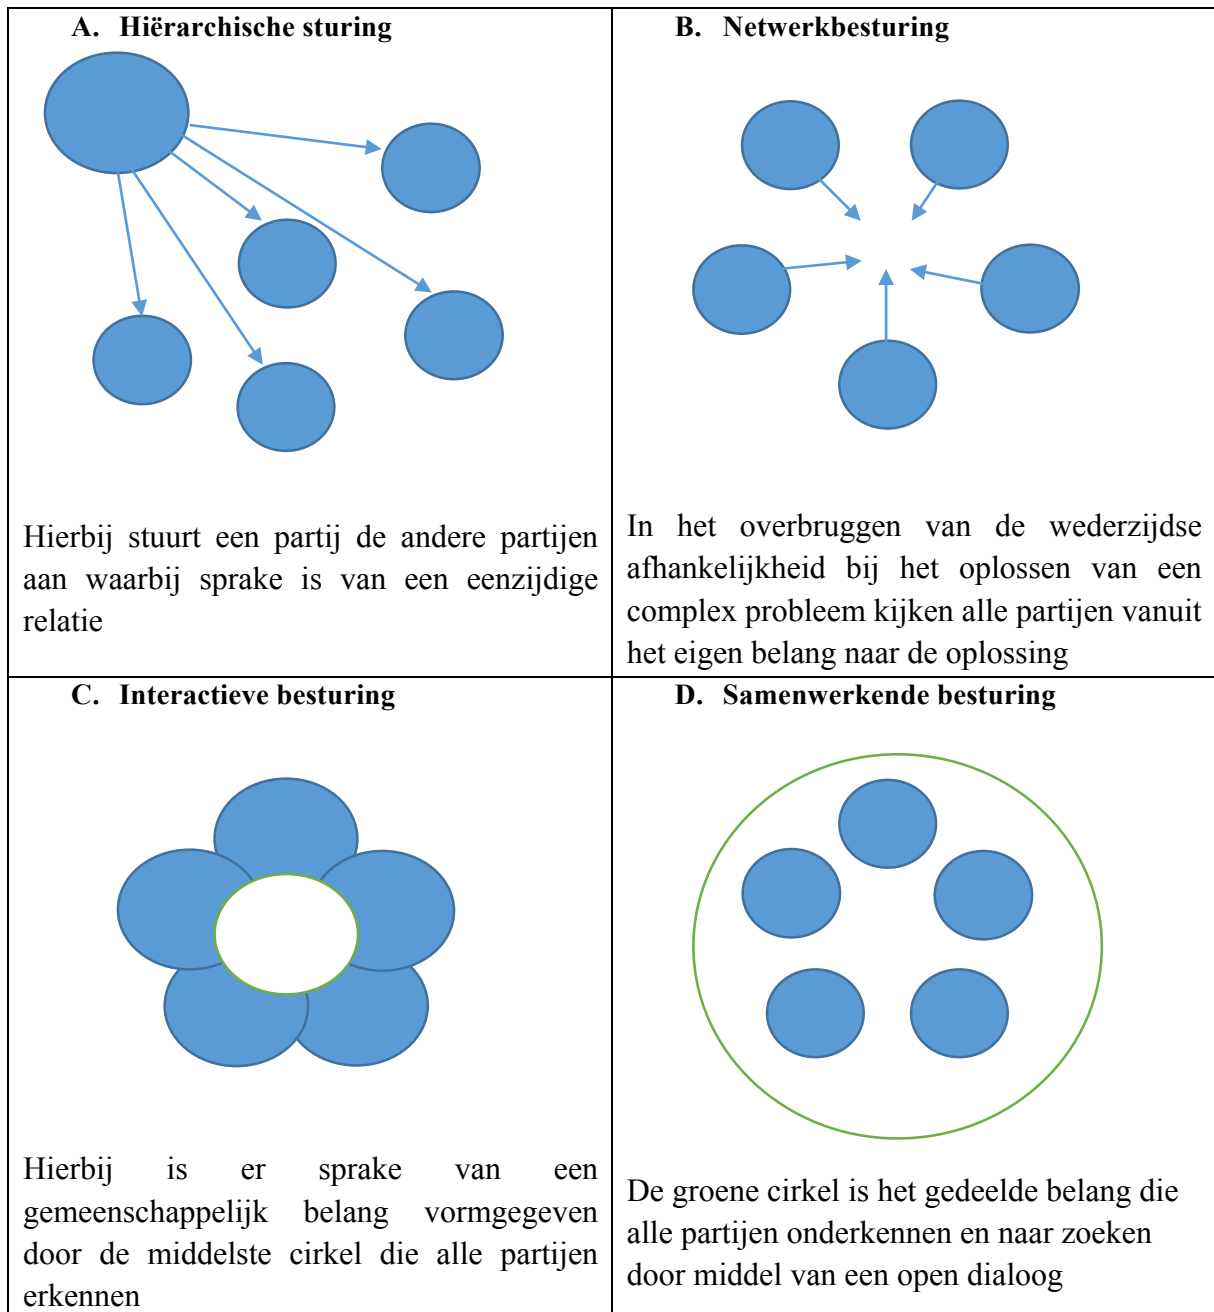 A. Hiërarchische sturing
Hierbij stuurt een partij de andere partijen
aan waarbij sprake is van een eenzijdige
relatie
B. Netwerkbesturing
In het overbruggen van de wederzijdse
afhankelijkheid bij het oplossen van een
complex probleem kijken alle partijen vanuit
het eigen belang naar de oplossing
C. Interactieve besturing
Hierbij is er sprake van een
gemeenschappelijk belang vormgegeven
door de middelste cirkel die alle partijen
erkennen
D. Samenwerkende besturing
De groene cirkel is het gedeelde belang die
alle partijen onderkennen en naar zoeken
door middel van een open dialoog